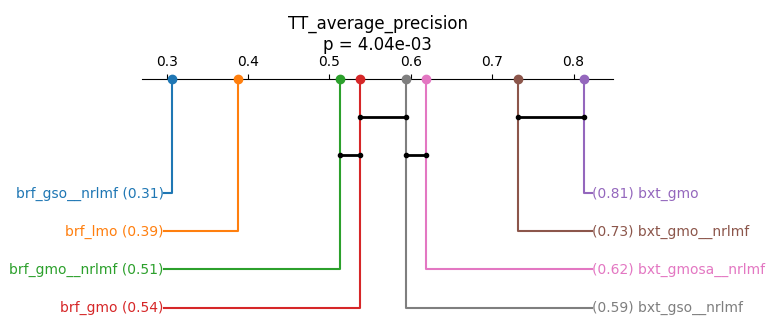 TT_average_precision
p = 4.04e-03
0.3 0.4 0.5 0.6 0.7 0.8
brf_gso__nrlmf (0.31)
(0.81) bxt_gmo
brf_lmo (0.39)
(0.73) bxt_gmo__nrlmf
brf_gmo__nrlmf (0.51)
(0.62) bxt_gmosa__nrlmf
brf_gmo (0.54)
(0.59) bxt_gso__nrlmf